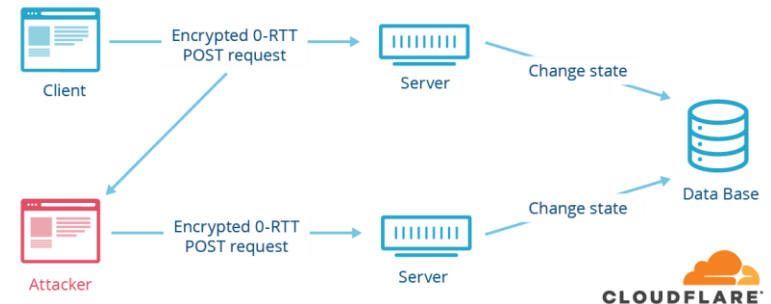 Encrypted 0-RTT
POST request
Client
Server
Change state
Data Base
Encrypted 0-RTT
POST request
Change state
Attacker
Server
CLOUDFLARE